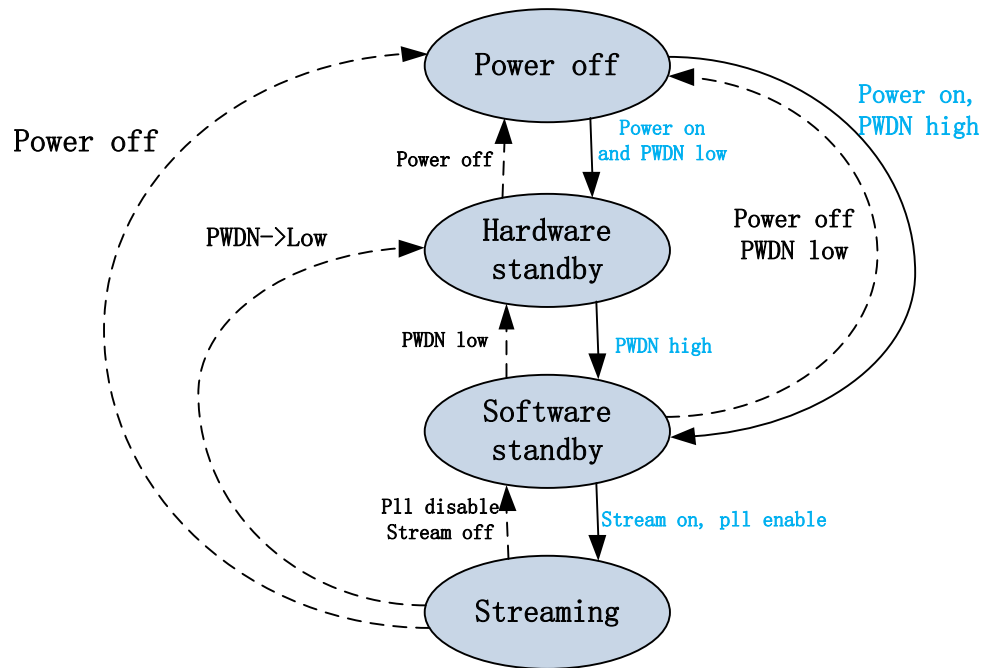 Power off
Power on,
PWDN high
Power off
Power on
and PWDN low
Power off
Hardware
standby
PWDN->Low
Power off
PWDN low
PWDN low
PWDN high
Software
standby
Pll disable
Stream off
Stream on, pll enable
Streaming